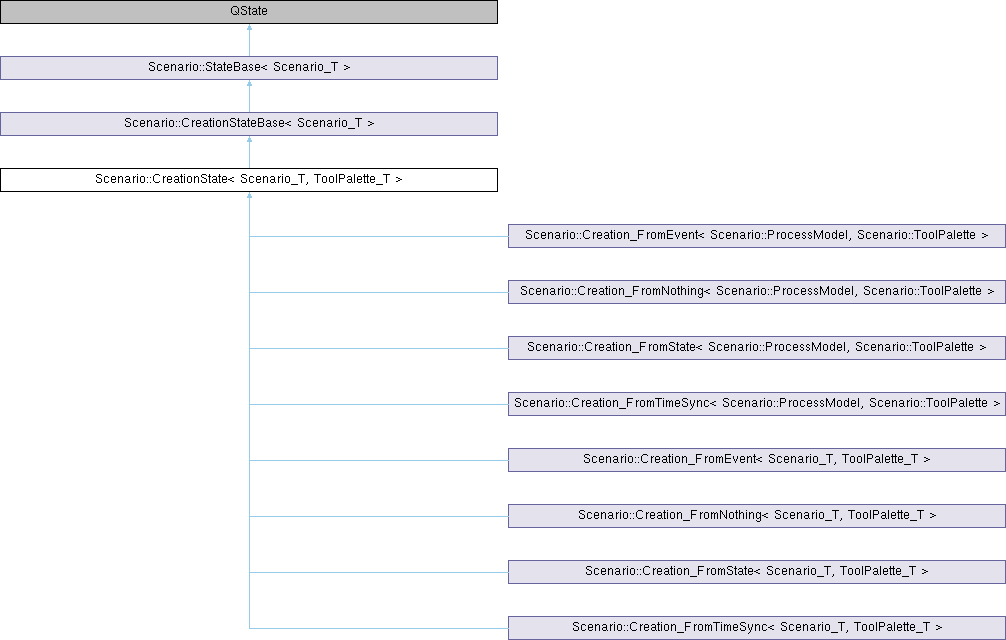 QState
Scenario::StateBase< Scenario_T >
Scenario::CreationStateBase< Scenario_T >
Scenario::CreationState< Scenario_T, ToolPalette_T >
Scenario::Creation_FromEvent< Scenario::ProcessModel, Scenario::ToolPalette >
Scenario::Creation_FromNothing< Scenario::ProcessModel, Scenario::ToolPalette >
Scenario::Creation_FromState< Scenario::ProcessModel, Scenario::ToolPalette >
Scenario::Creation_FromTimeSync< Scenario::ProcessModel, Scenario::ToolPalette >
Scenario::Creation_FromEvent< Scenario_T, ToolPalette_T >
Scenario::Creation_FromNothing< Scenario_T, ToolPalette_T >
Scenario::Creation_FromState< Scenario_T, ToolPalette_T >
Scenario::Creation_FromTimeSync< Scenario_T, ToolPalette_T >